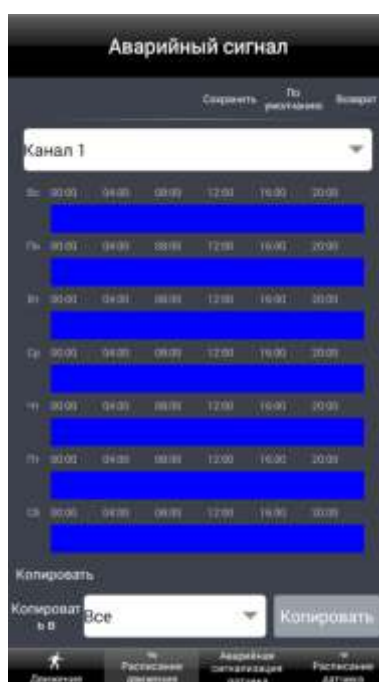 Аварийный сигнал
Сохранить По умолчанию Возврат
Канал 1
Вс 00:00 04:00 08:00 12:00 16:00 20:00
Пн 00:00 04:00 08:00 12:00 16:00 20:00
Вт 00:00 04:00 08:00 12:00 16:00 20:00
Ср 00:00 04:00 08:00 12:00 16:00 20:00
Чт 00:00 04:00 08:00 12:00 16:00 20:00
Пт 00:00 04:00 08:00 12:00 16:00 20:00
Сб 00:00 04:00 08:00 12:00 16:00 20:00
Копировать
Копироват
ь в
Все
Копировать
Движение
Расписание
движения
Аварийная
сигнализация
датчика
Расписание
датчика